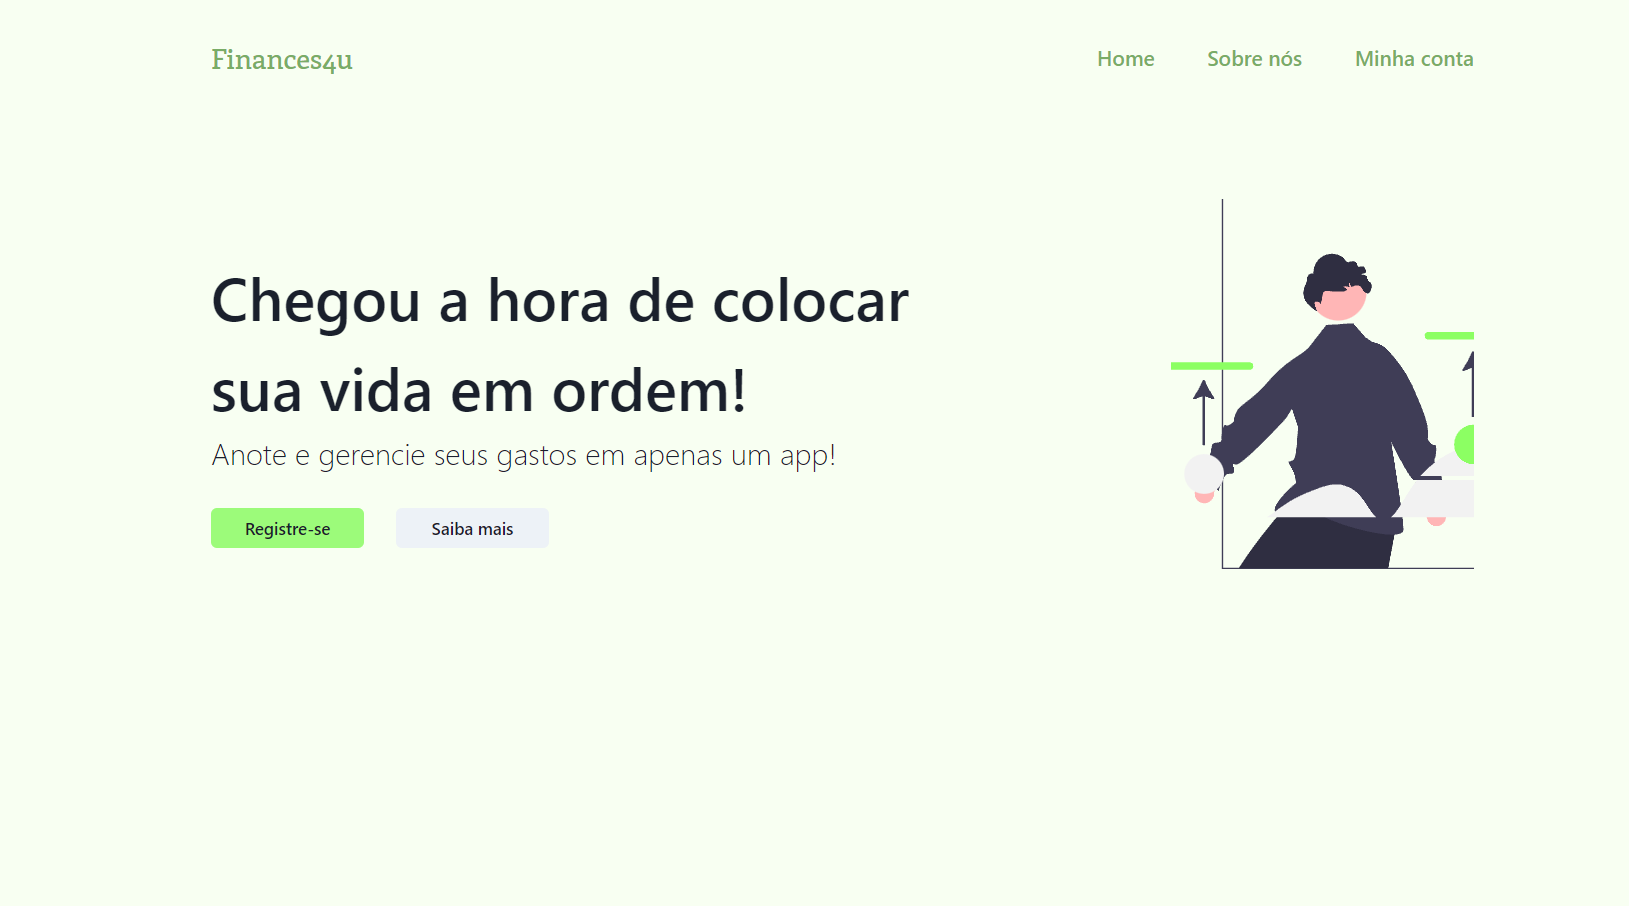 Finances4u
Home
Sobre nós
Minha conta
Chegou a hora de colocar
sua vida em ordem!
Anote e gerencie seus gastos em apenas um app!
Registre-se
Saiba mais